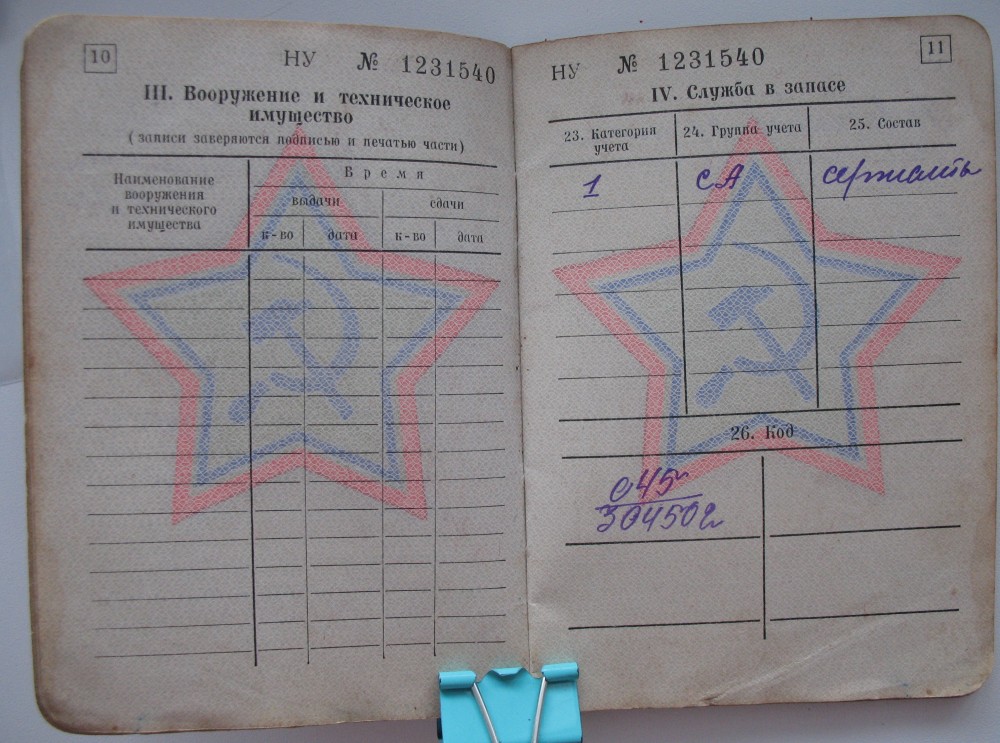 10
НУ № 1231540
III. Вооружение и техническое
имущество
(записи заверяются подписью и печатью части)
Наименование
вооружения
и технического
имущества
Время
выдачи
сдачи
к-во
дата
к-во
дата
11
НУ № 1231540
IV. Служба в запасе
23. Категория
учета
24. Группа учета
25. Состав
1
СА
сержанты
26. Код
045
304502